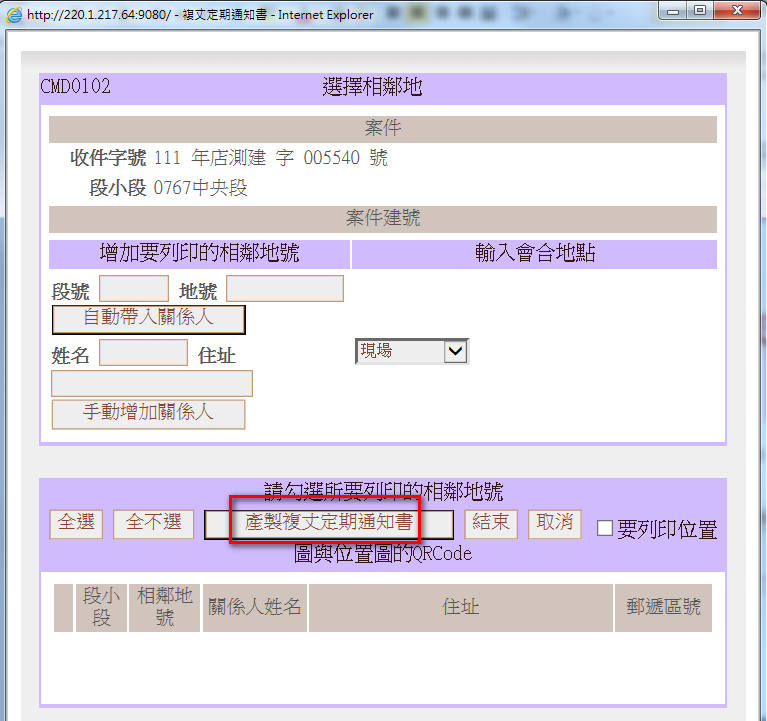 http://220.1.217.64:9080/ - 複丈定期通知書 - Internet Explorer
CMD0102 選擇相鄰地
案件
收件字號 111 年店測建 字 005540 號
段小段 0767中央段
案件建號
增加要列印的相鄰地號 輸入會合地點
段號 地號
自動帶入關係人
姓名 住址 現場
手動增加關係人
請勾選所要列印的相鄰地號
全選 全不選 產製複丈定期通知書 結束 取消 要列印位置
圖與位置圖的QRCode
段小段 相鄰地號 關係人姓名 住址 郵遞區號